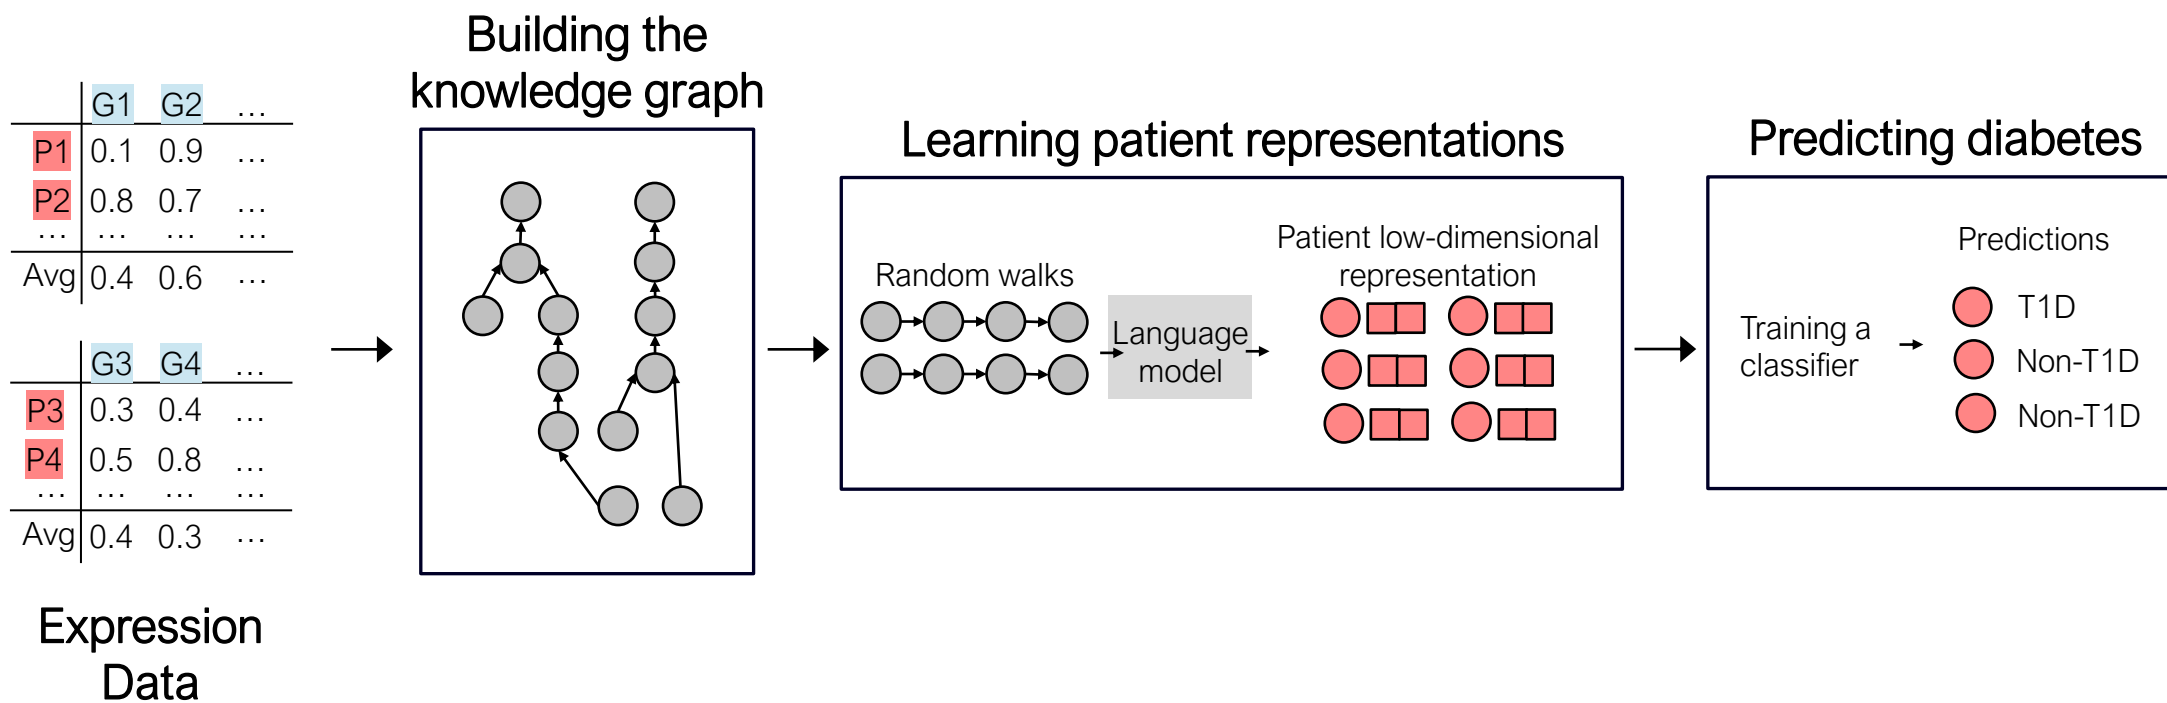 G1 G2 ...
P1 0.1 0.9 ...
P2 0.8 0.7 ...
... ... ... ...
Avg 0.4 0.6 ...
G3 G4 ...
P3 0.3 0.4 ...
P4 0.5 0.8 ...
... ... ... ...
Avg 0.4 0.3 ...
Expression
Data
Building the
knowledge graph
Learning patient representations
Random walks
Language
model
Patient low-dimensional
representation
Predicting diabetes
Training a
classifier
Predictions
T1D
Non-T1D
Non-T1D